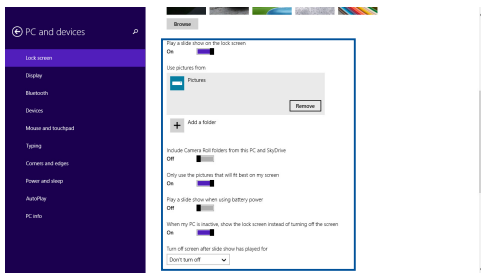 Browse
PC and devices
Lock screen
Display
Bluetooth
Devices
Mouse and touchpad
Typing
Corners and edges
Power and sleep
AutoPlay
PC info
Play a slide show on the lock screen
On
Use pictures from
Pictures
Remove
Add a folder
Include Camera Roll folders from this PC and SkyDrive
Off
Only use the pictures that will fit best on my screen
On
Play a slide show when using battery power
Off
When my PC is inactive, show the lock screen instead of turning off the screen
On
Turn off screen after slide show has played for
Don't turn off